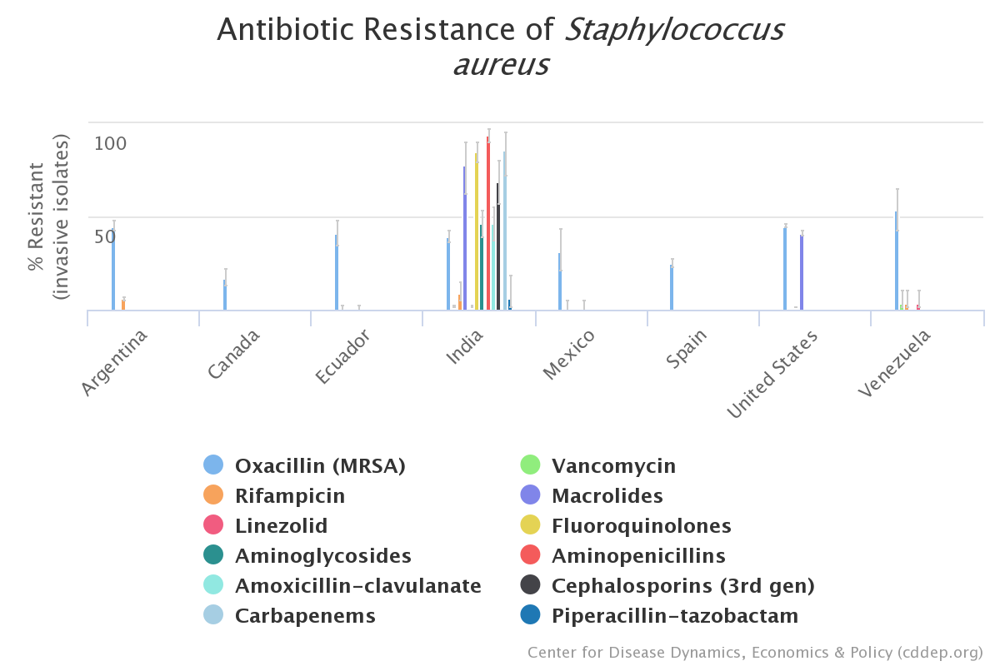 Antibiotic Resistance of Staphylococcus
aureus
% Resistant
(invasive isolates)
100
50
Argentina
Canada
Ecuador
India
Mexico
Spain
United States
Venezuela
Oxacillin (MRSA)
Vancomycin
Rifampicin
Macrolides
Linezolid
Fluoroquinolones
Aminoglycosides
Aminopenicillins
Amoxicillin-clavulanate
Cephalosporins (3rd gen)
Carbapenems
Piperacillin-tazobactam
Center for Disease Dynamics, Economics & Policy (cddep.org)